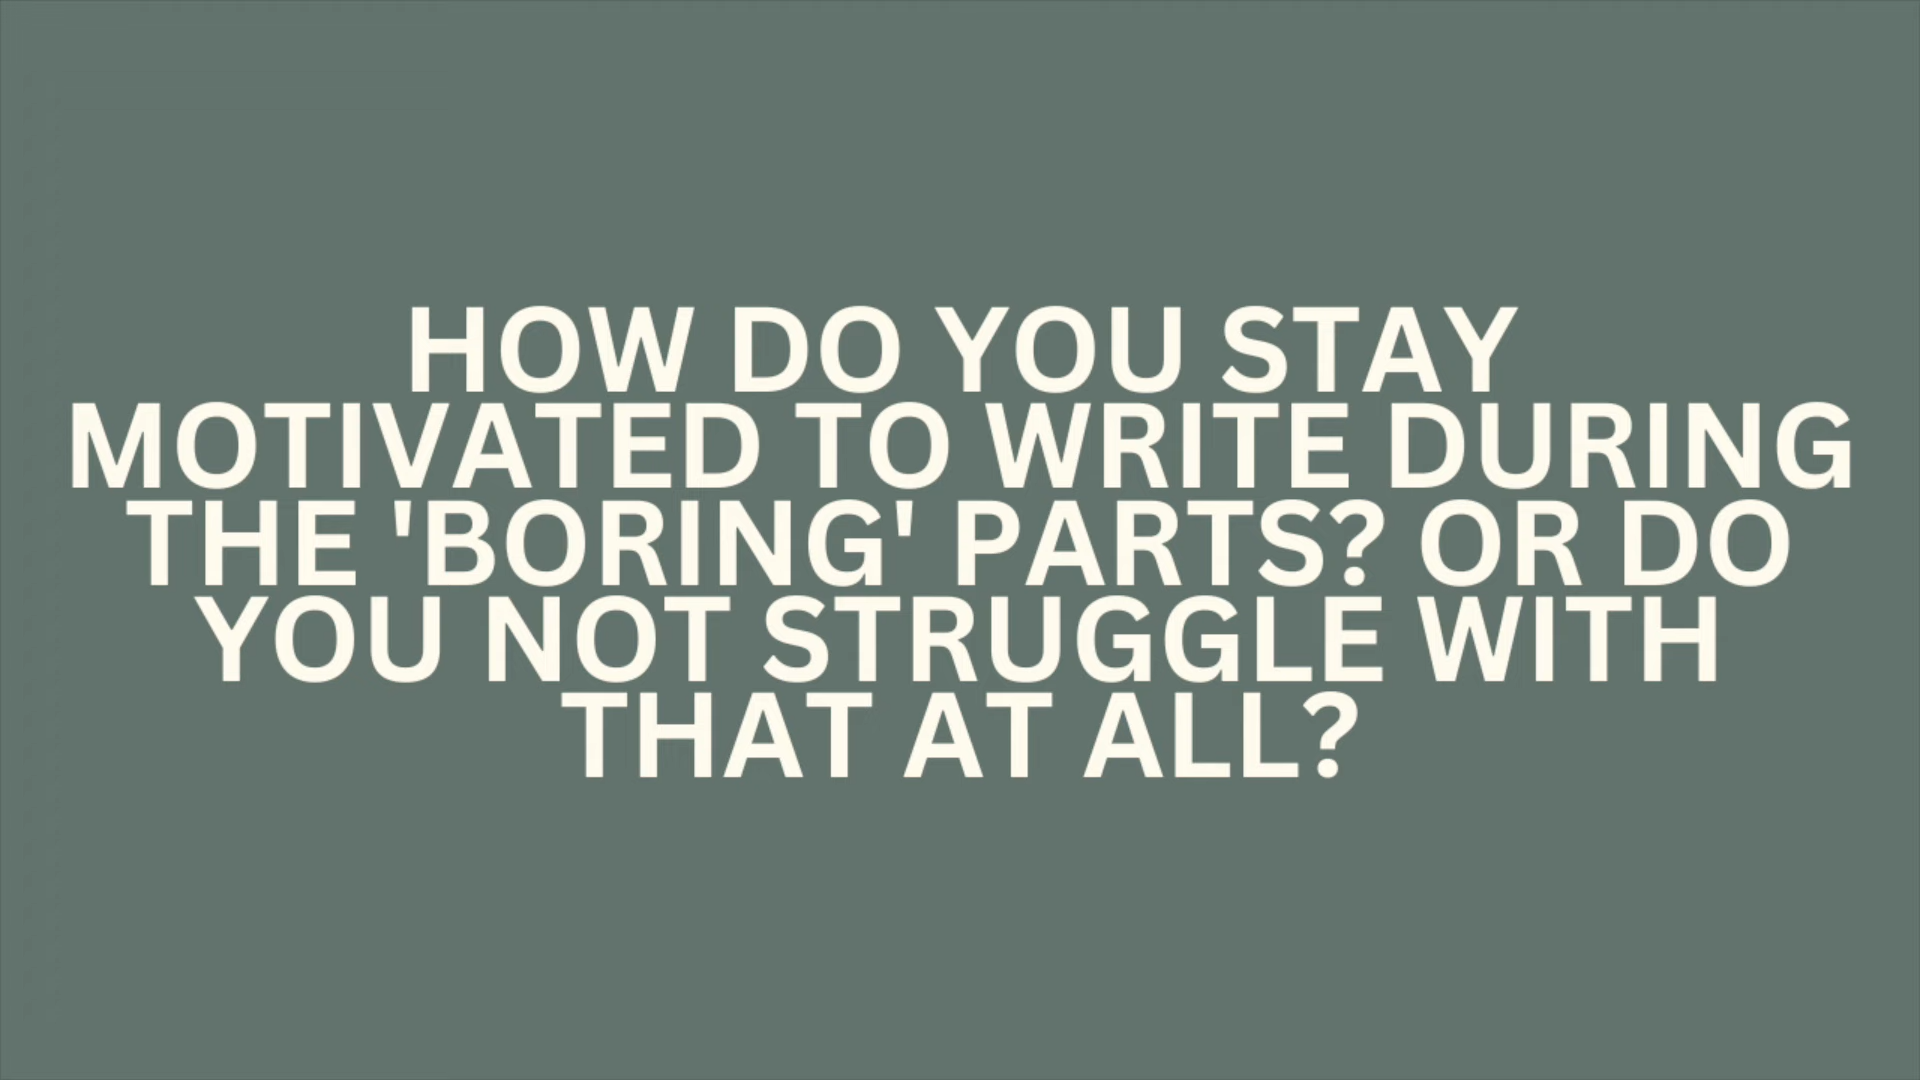 HOW DO YOU STAY
MOTIVATED TO WRITE DURING
THE 'BORING' PARTS? OR DO
YOU NOT STRUGGLE WITH
THAT AT ALL?